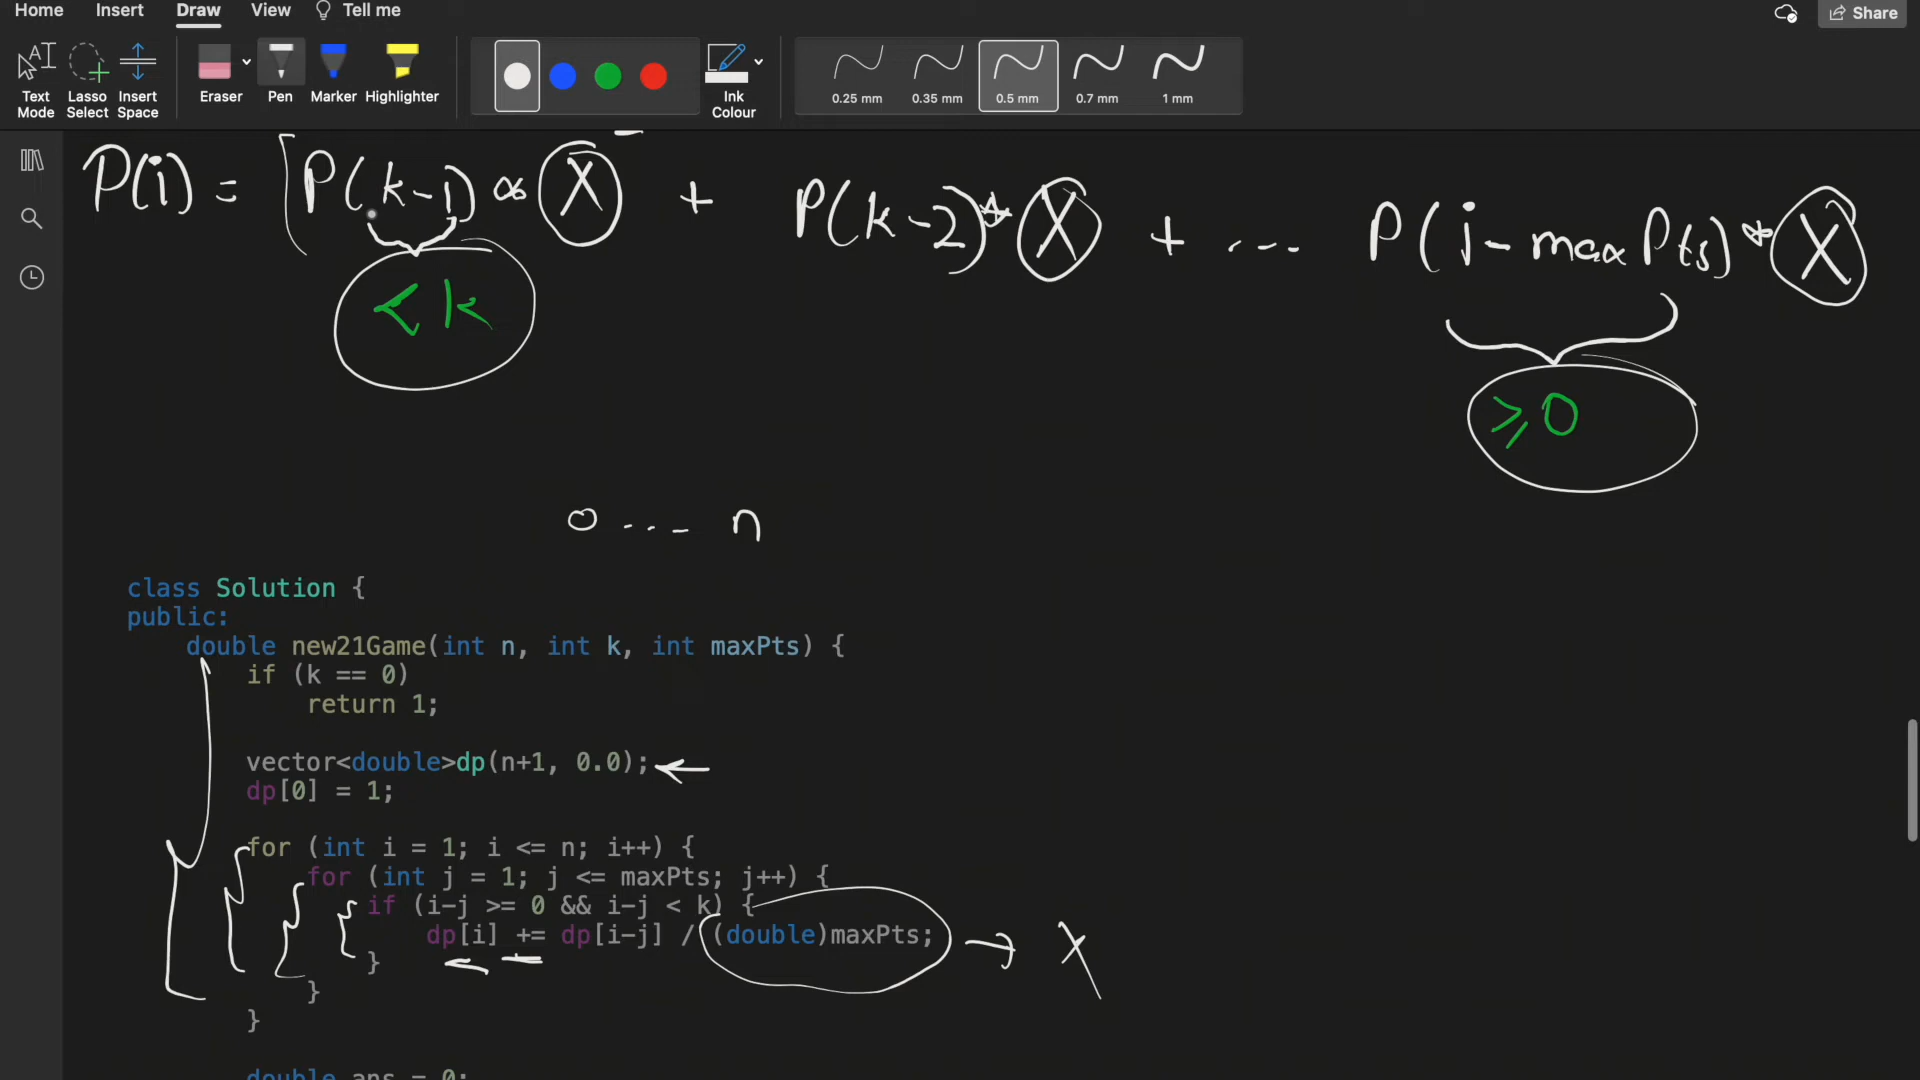 Home Insert Draw View Tell me Share
Text Mode Lasso Select Insert Space Eraser Pen Marker Highlighter Ink Colour 0.25 mm 0.35 mm 0.5 mm 0.7 mm 1 mm
P(i) = [P(k-1) * X + P(k-2) * X + ... P(i-maxPts) * X
< k
≥ 0
0 ... n
class Solution {
public:
double new21Game(int n, int k, int maxPts) {
if (k == 0)
return 1;
vector<double>dp(n+1, 0.0);
dp[0] = 1;
for (int i = 1; i <= n; i++) {
for (int j = 1; j <= maxPts; j++) {
if (i-j >= 0 && i-j < k) {
dp[i] += dp[i-j] / (double)maxPts; → X
}
}
}
double ans = 0;